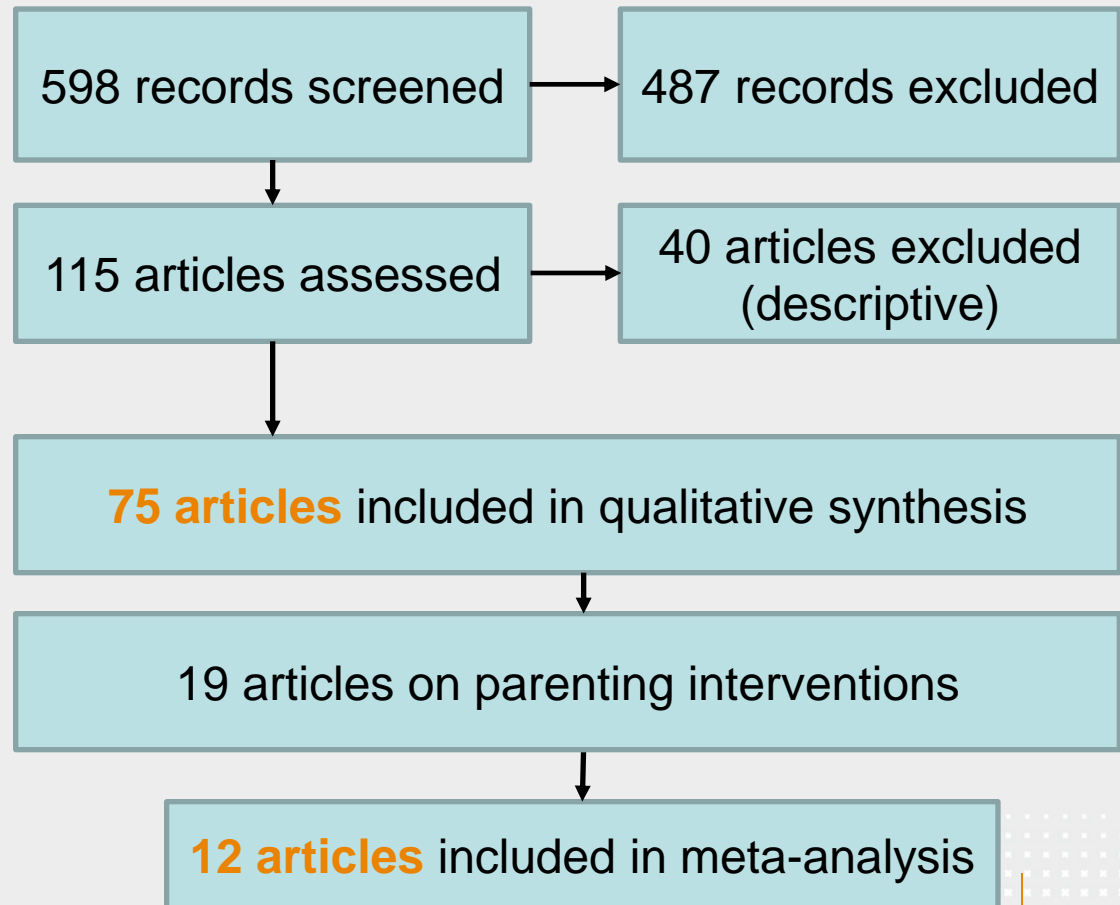 598 records screened
487 records excluded
115 articles assessed
40 articles excluded
(descriptive)
75 articles included in qualitative synthesis
19 articles on parenting interventions
12 articles included in meta-analysis